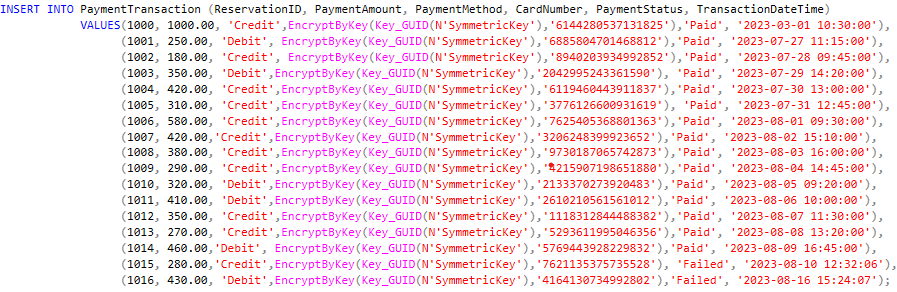 INSERT INTO PaymentTransaction (ReservationID, PaymentAmount, PaymentMethod, CardNumber, PaymentStatus, TransactionDateTime)
VALUES(1000, 1000.00, 'Credit',EncryptByKey(Key_GUID(N'SymmetricKey'),'6144280537131825'),'Paid', '2023-03-01 10:30:00'),
(1001, 250.00, 'Debit', EncryptByKey(Key_GUID(N'SymmetricKey'),'6885804701468812'),'Paid', '2023-07-27 11:15:00'),
(1002, 180.00, 'Credit', EncryptByKey(Key_GUID(N'SymmetricKey'),'8940203934992852'), 'Paid', '2023-07-28 09:45:00'),
(1003, 350.00, 'Debit',EncryptByKey(Key_GUID(N'SymmetricKey'),'2042995243361590'), 'Paid', '2023-07-29 14:20:00'),
(1004, 420.00, 'Credit',EncryptByKey(Key_GUID(N'SymmetricKey'),'6119460443911837'),'Paid', '2023-07-30 13:00:00'),
(1005, 310.00, 'Credit',EncryptByKey(Key_GUID(N'SymmetricKey'),'3776126600931619'), 'Paid', '2023-07-31 12:45:00'),
(1006, 580.00, 'Credit',EncryptByKey(Key_GUID(N'SymmetricKey'),'7625405368801363'),'Paid', '2023-08-01 09:30:00'),
(1007, 420.00,'Credit',EncryptByKey(Key_GUID(N'SymmetricKey'),'3206248399923652'),'Paid', '2023-08-02 15:10:00'),
(1008, 380.00, 'Credit',EncryptByKey(Key_GUID(N'SymmetricKey'),'9730187065742873'),'Paid', '2023-08-03 16:00:00'),
(1009, 290.00, 'Credit',EncryptByKey(Key_GUID(N'SymmetricKey'),'4215907198651880'),'Paid', '2023-08-04 14:45:00'),
(1010, 320.00, 'Debit',EncryptByKey(Key_GUID(N'SymmetricKey'),'2133370273920483'),'Paid', '2023-08-05 09:20:00'),
(1011, 410.00, 'Debit',EncryptByKey(Key_GUID(N'SymmetricKey'),'2610210561561012'),'Paid', '2023-08-06 10:00:00'),
(1012, 350.00, 'Credit',EncryptByKey(Key_GUID(N'SymmetricKey'),'1118312844488382'),'Paid', '2023-08-07 11:30:00'),
(1013, 270.00, 'Credit',EncryptByKey(Key_GUID(N'SymmetricKey'),'5293611995046356'),'Paid', '2023-08-08 13:20:00'),
(1014, 460.00,'Debit', EncryptByKey(Key_GUID(N'SymmetricKey'),'5769443928229832'),'Paid', '2023-08-09 16:45:00'),
(1015, 280.00,'Credit',EncryptByKey(Key_GUID(N'SymmetricKey'),'7621135375735528'), 'Failed', '2023-08-10 12:32:06'),
(1016, 430.00, 'Debit',EncryptByKey(Key_GUID(N'SymmetricKey'),'4164130734992802'),'Failed', '2023-08-16 15:24:07');